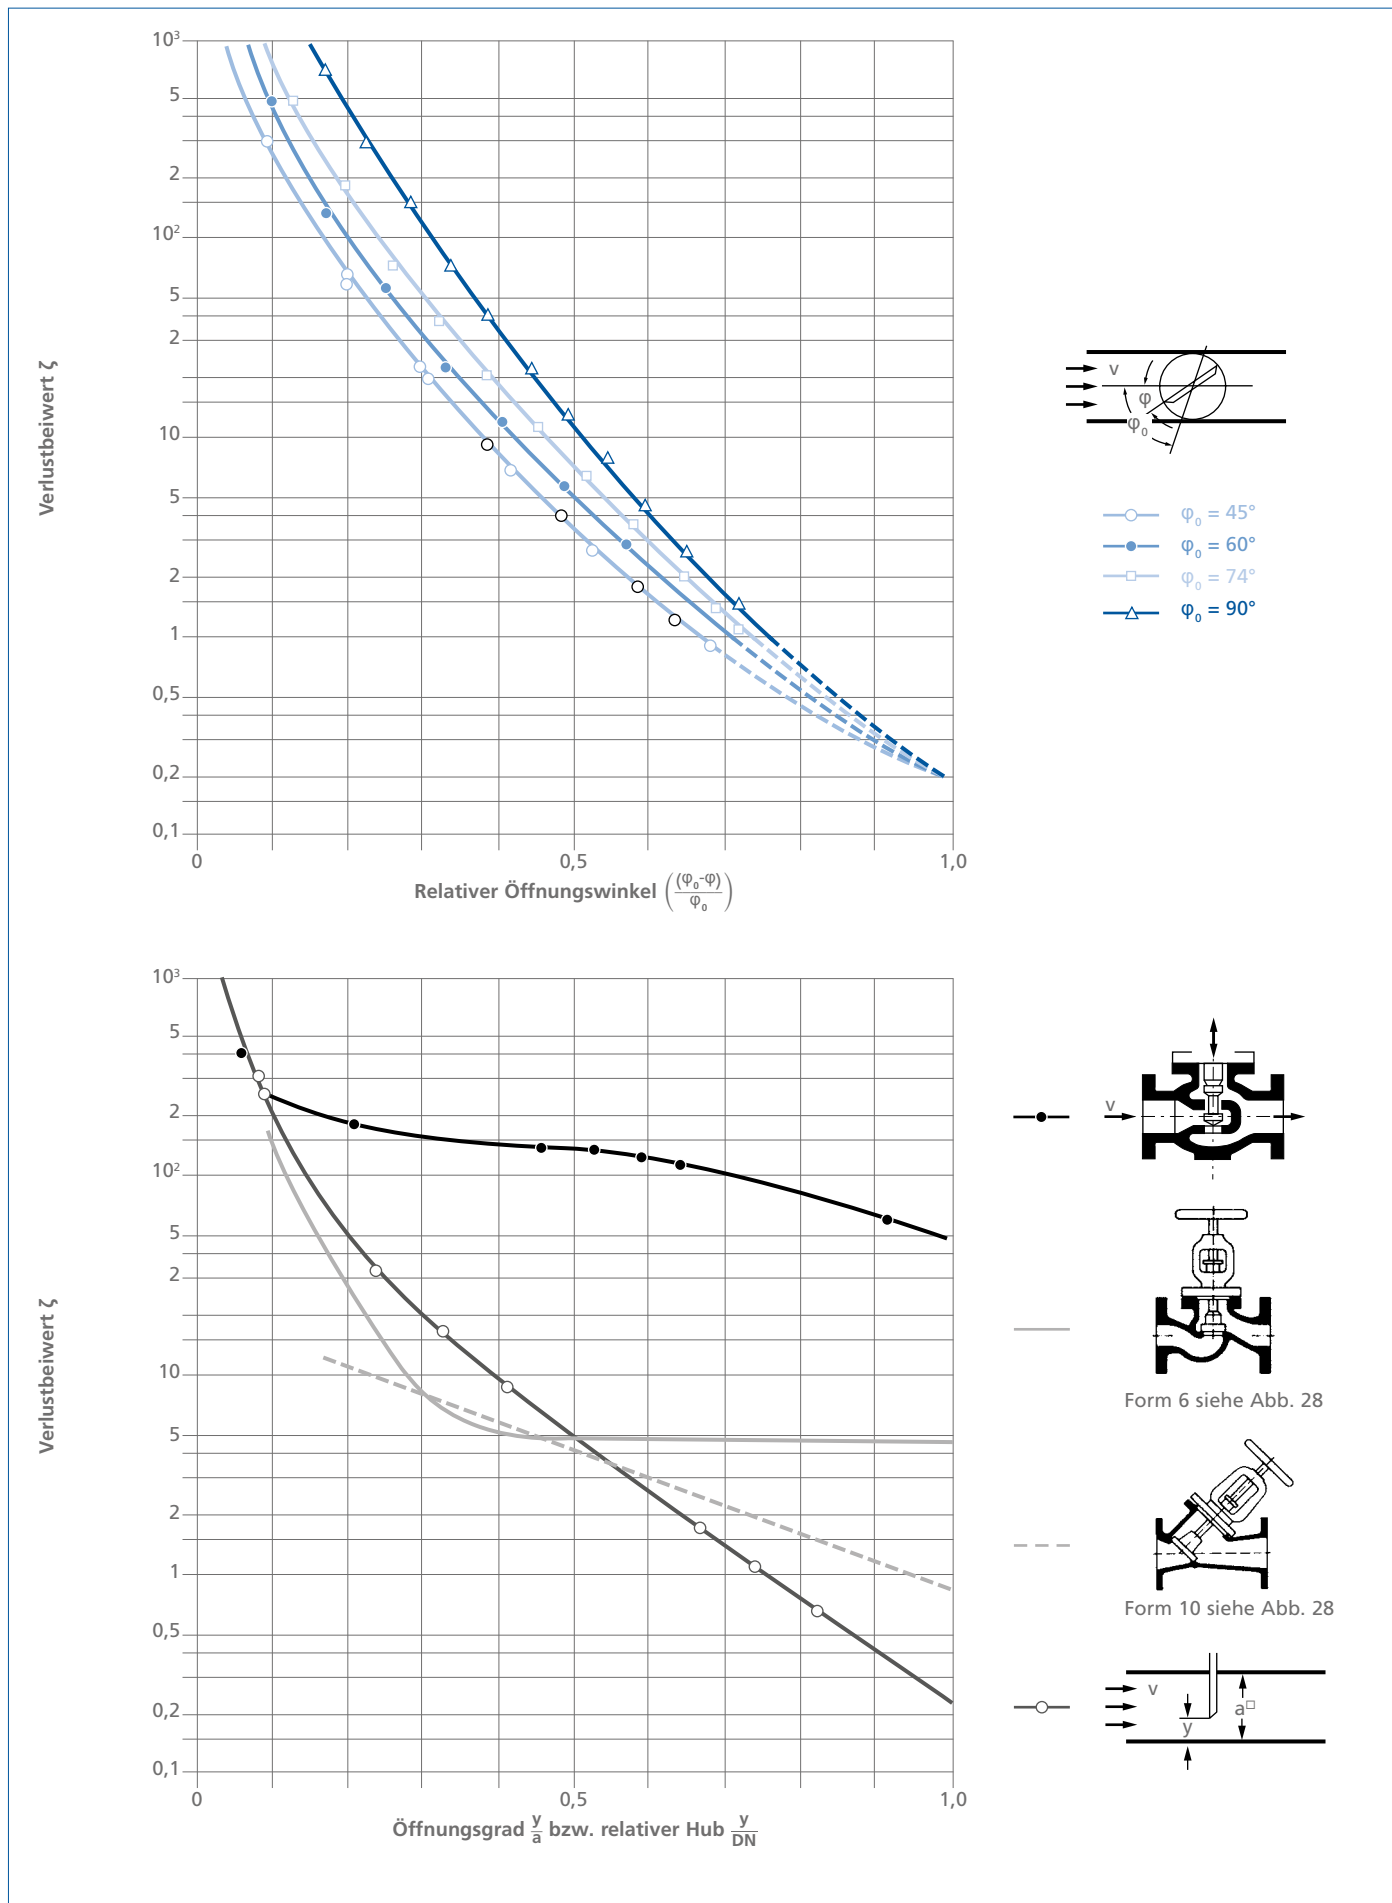 10³
5
2
10²
5
2
10
5
2
1
0,5
0,2
0,1
0
0,5
1,0
Verlustbeiwert ζ
Relativer Öffnungswinkel ((φ₀-φ)/φ₀)
v
φ
φ₀
φ₀ = 45°
φ₀ = 60°
φ₀ = 74°
φ₀ = 90°
10³
5
2
10²
5
2
10
5
2
1
0,5
0,2
0,1
0
0,5
1,0
Verlustbeiwert ζ
Öffnungsgrad y/a bzw. relativer Hub y/DN
v
Form 6 siehe Abb. 28
Form 10 siehe Abb. 28
v
a□
y